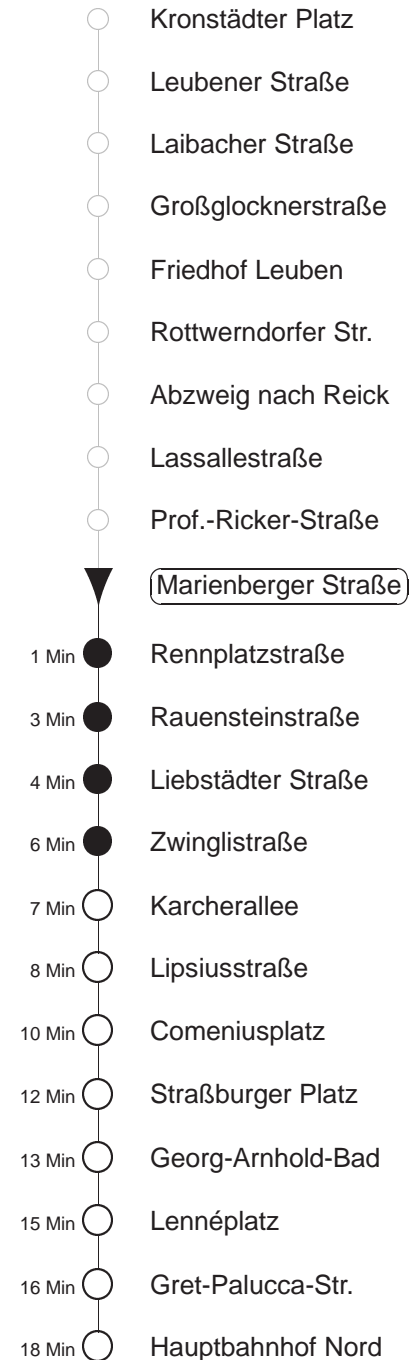 Kronstädter Platz
Leubener Straße
Laibacher Straße
Großglocknerstraße
Friedhof Leuben
Rottwerndorfer Str.
Abzweig nach Reick
Lassallestraße
Prof.-Ricker-Straße
Marienberger Straße
1 Min Rennplatzstraße
3 Min Rauensteinstraße
4 Min Liebstädter Straße
6 Min Zwinglistraße
7 Min Karcherallee
8 Min Lipsiusstraße
10 Min Comeniusplatz
12 Min Straßburger Platz
13 Min Georg-Arnhold-Bad
15 Min Lennéplatz
16 Min Gret-Palucca-Str.
18 Min Hauptbahnhof Nord